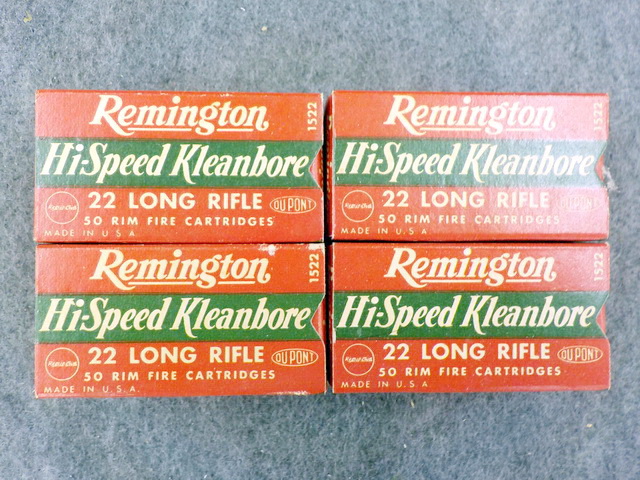 Remington
1522
Hi-Speed Kleanbore
22 LONG RIFLE
DU PONT
50 RIM FIRE CARTRIDGES
MADE IN U.S.A.
Remington
1522
Hi-Speed Kleanbore
22 LONG RIFLE
DU PONT
50 RIM FIRE CARTRIDGES
MADE IN U.S.A.
Remington
1522
Hi-Speed Kleanbore
22 LONG RIFLE
DU PONT
50 RIM FIRE CARTRIDGES
MADE IN U.S.A.
Remington
1522
Hi-Speed Kleanbore
22 LONG RIFLE
DU PONT
50 RIM FIRE CARTRIDGES
MADE IN U.S.A.